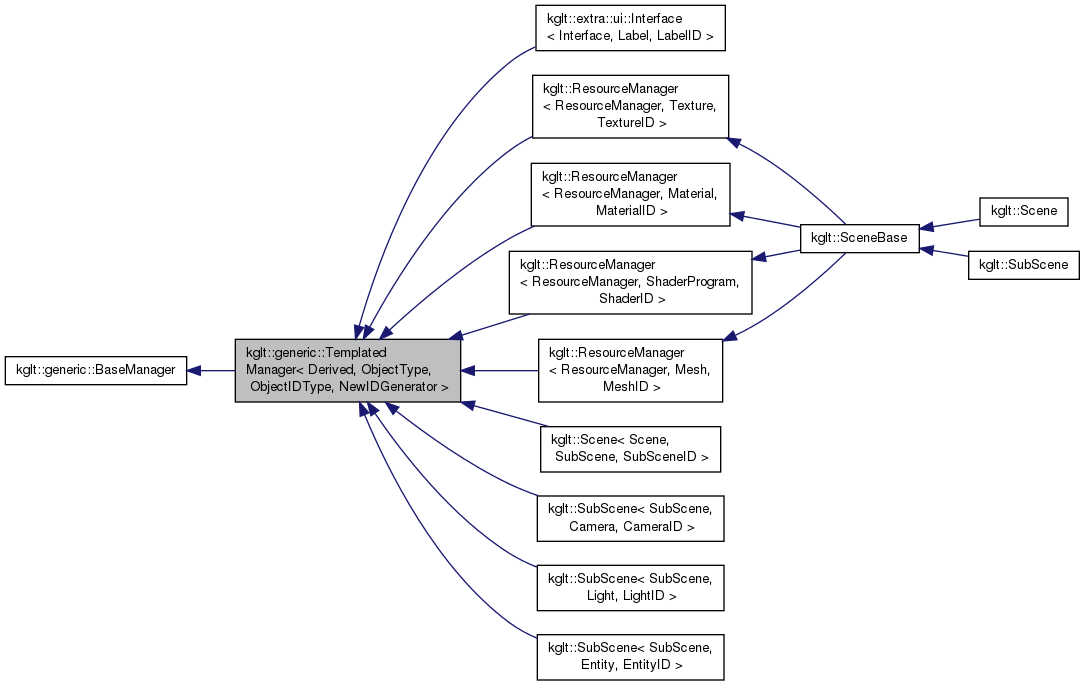 kglt::extra::ui::Interface
< Interface, Label, LabelID >
kglt::ResourceManager
< ResourceManager, Texture,
TextureID >
kglt::ResourceManager
< ResourceManager, Material,
MaterialID >
kglt::ResourceManager
< ResourceManager, ShaderProgram,
ShaderID >
kglt::SceneBase
kglt::Scene
kglt::SubScene
kglt::generic::BaseManager
kglt::generic::Templated
Manager< Derived, ObjectType,
ObjectIDType, NewIDGenerator >
kglt::ResourceManager
< ResourceManager, Mesh,
MeshID >
kglt::Scene< Scene,
SubScene, SubSceneID >
kglt::SubScene< SubScene,
Camera, CameraID >
kglt::SubScene< SubScene,
Light, LightID >
kglt::SubScene< SubScene,
Entity, EntityID >